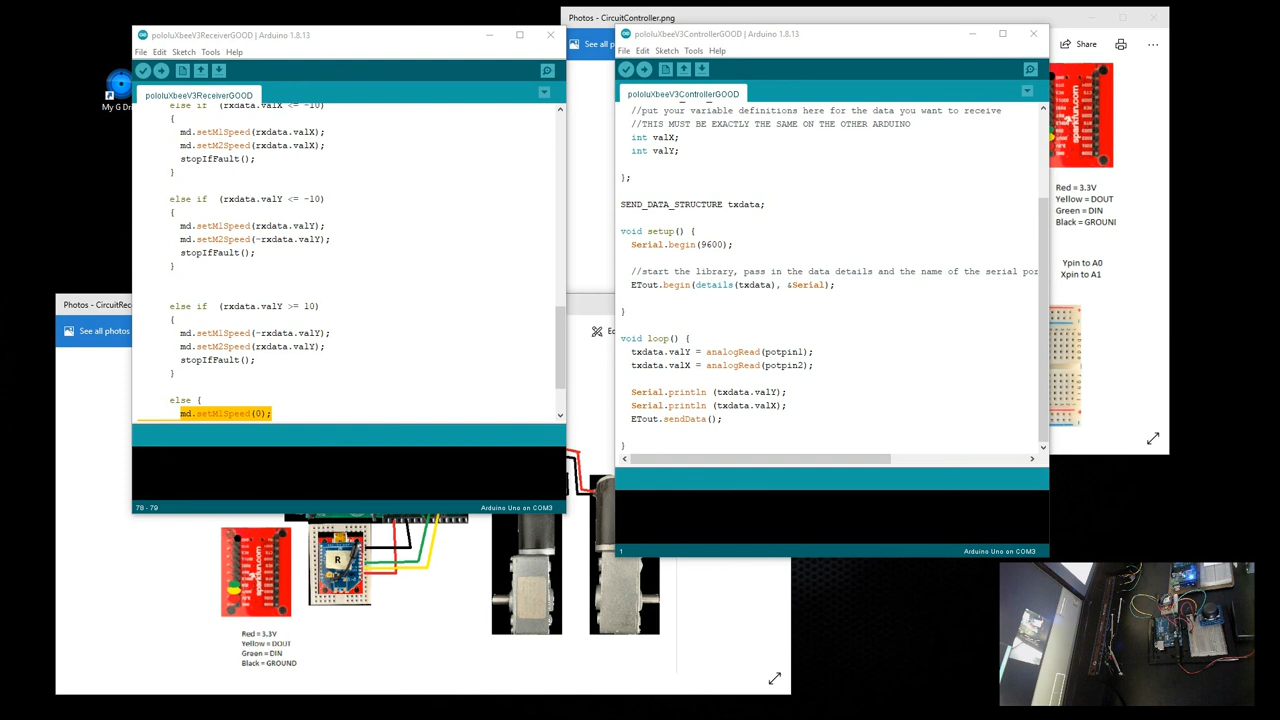 Photos - CircuitController.png
See all p
Share
My G Dr
pololuXbeeV3ReceiverGOOD | Arduino 1.8.13
File Edit Sketch Tools Help
pololuXbeeV3ReceiverGOOD
else if (rxdata.valX <= -10)
{
md.setM1Speed(rxdata.valX);
md.setM2Speed(rxdata.valX);
stopIfFault();
}
else if  (rxdata.valY <= -10)
{
md.setM1Speed(rxdata.valY);
md.setM2Speed(-rxdata.valY);
stopIfFault();
}
else if  (rxdata.valY >= 10)
{
md.setM1Speed(-rxdata.valY);
md.setM2Speed(rxdata.valY);
stopIfFault();
}
else {
md.setM1Speed(0);
78 - 79
Arduino Uno on COM3
pololuXbeeV3ControllerGOOD | Arduino 1.8.13
File Edit Sketch Tools Help
pololuXbeeV3ControllerGOOD
//put your variable definitions here for the data you want to receive
//THIS MUST BE EXACTLY THE SAME ON THE OTHER ARDUINO
int valX;
int valY;
};
SEND_DATA_STRUCTURE txdata;
void setup() {
Serial.begin(9600);
//start the library, pass in the data details and the name of the serial por
ETout.begin(details(txdata), &Serial);
}
void loop() {
txdata.valY = analogRead(potpin1);
txdata.valX = analogRead(potpin2);
Serial.println (txdata.valY);
Serial.println (txdata.valX);
ETout.sendData();
}
1
Arduino Uno on COM3
sparkfun.com
Red = 3.3V
Yellow = DOUT
Green = DIN
Black = GROUNI
Ypin to A0
Xpin to A1
Photos - CircuitRec
See all photos
Ed
sparkfun.com
R
Red = 3.3V
Yellow = DOUT
Green = DIN
Black = GROUND